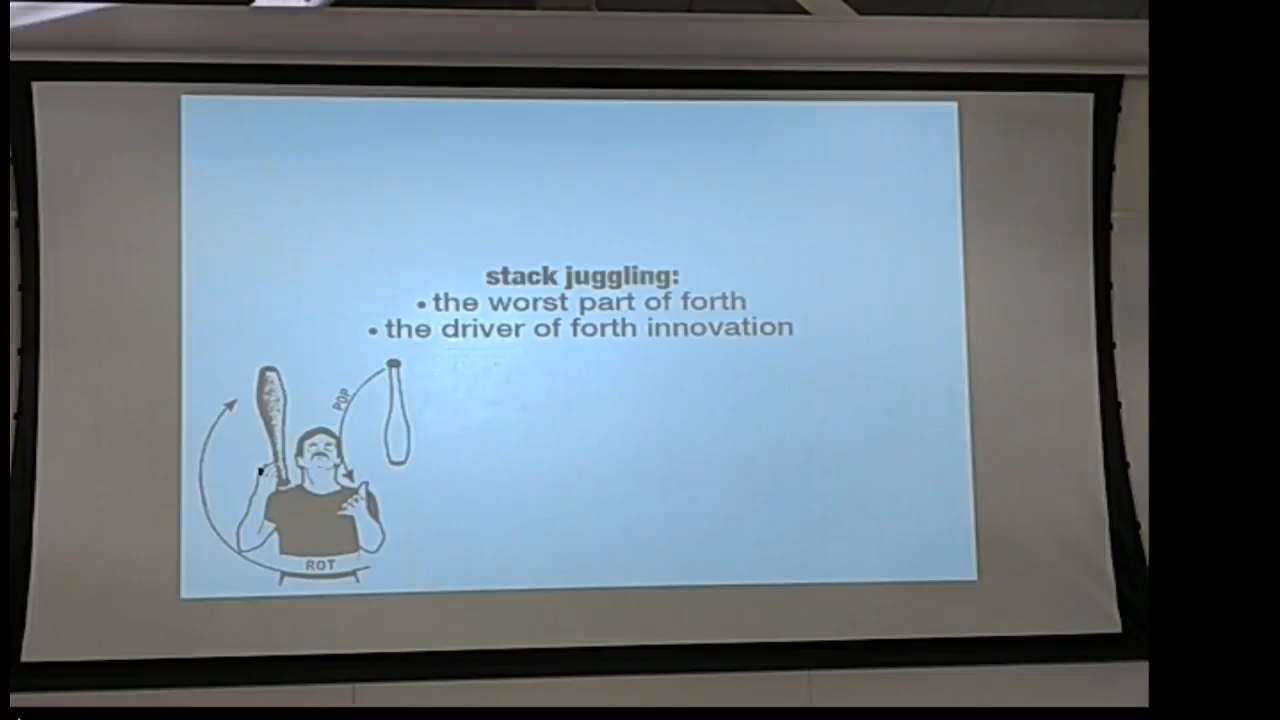 stack juggling:
• the worst part of forth
• the driver of forth innovation
POP
ROT